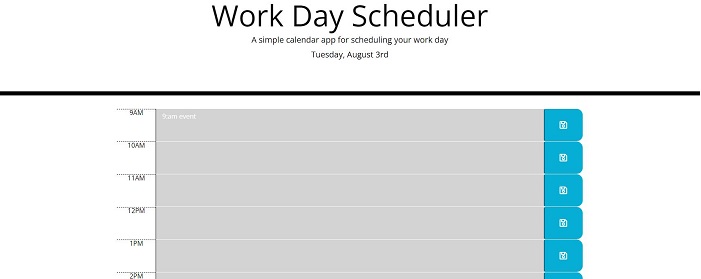 Work Day Scheduler
A simple calendar app for scheduling your work day
Tuesday, August 3rd
9AM
9am event
10AM
11AM
12PM
1PM
2PM